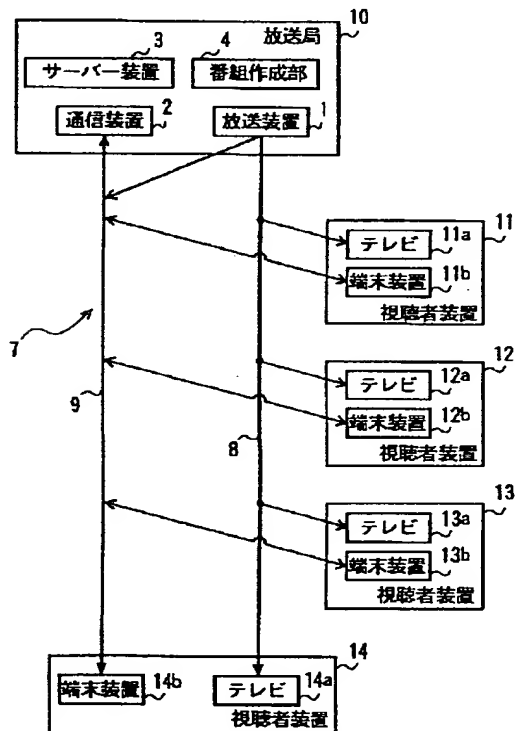 10
放送局
3
4
サーバー装置
番組作成部
2
1
通信装置
放送装置
11
テレビ
11a
端末装置
11b
視聴者装置
7
12
テレビ
12a
9
端末装置
12b
8
視聴者装置
13
テレビ
13a
端末装置
13b
視聴者装置
14
端末装置
14b
テレビ
14a
視聴者装置